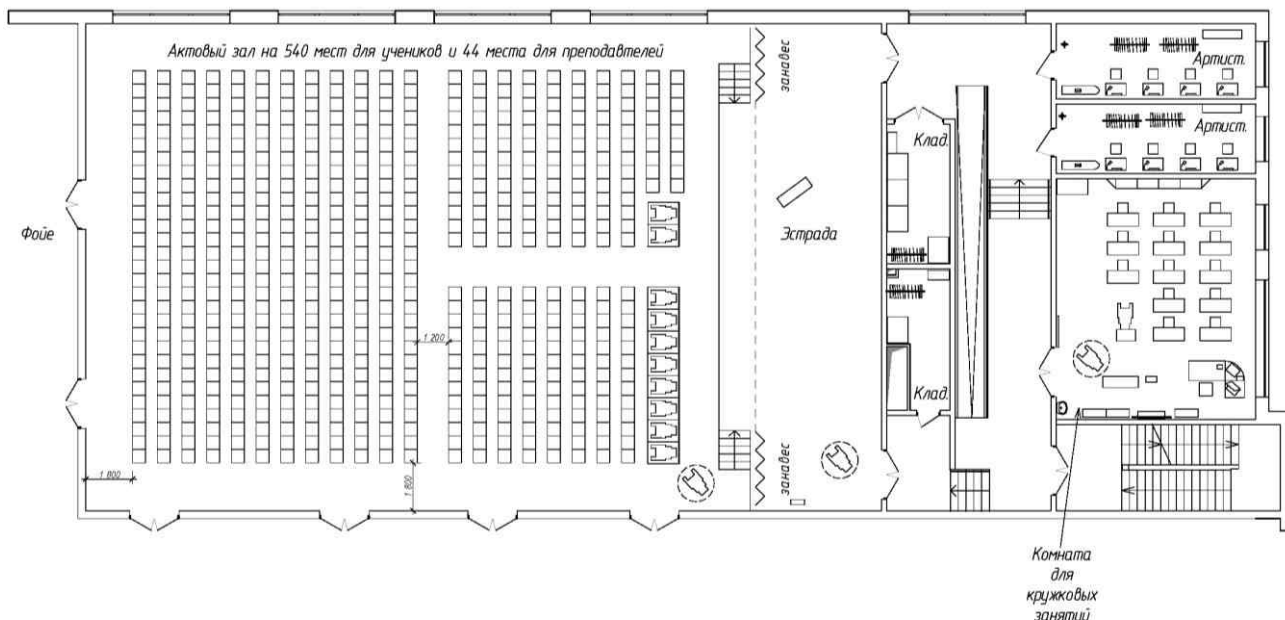 Актовый зал на 540 мест для учеников и 44 места для преподавтелей
занавес
Артист.
Артист.
Клад.
Фойе
Эстрада
1 200
Клад.
занавес
1 800
1 800
Комната
для
кружковых
занятий